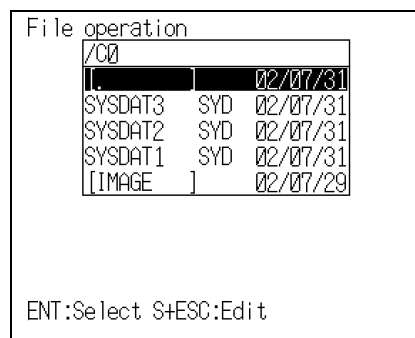 File operation
/C0
[. ] 02/07/31
SYSDAT3 SYD 02/07/31
SYSDAT2 SYD 02/07/31
SYSDAT1 SYD 02/07/31
[IMAGE ] 02/07/29
ENT:Select S+ESC:Edit